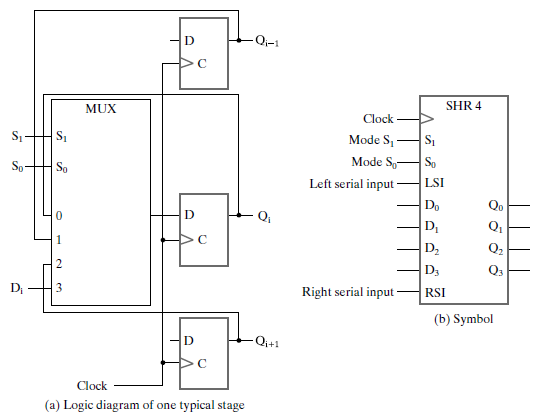 D
Qi−1
C
MUX
S1
S1
S0
S0
0
D
Qi
1
C
2
Di
3
D
Qi+1
C
Clock
(a) Logic diagram of one typical stage
SHR 4
Clock
Mode S1
S1
Mode S0
S0
Left serial input
LSI
D0
Q0
D1
Q1
D2
Q2
D3
Q3
Right serial input
RSI
(b) Symbol